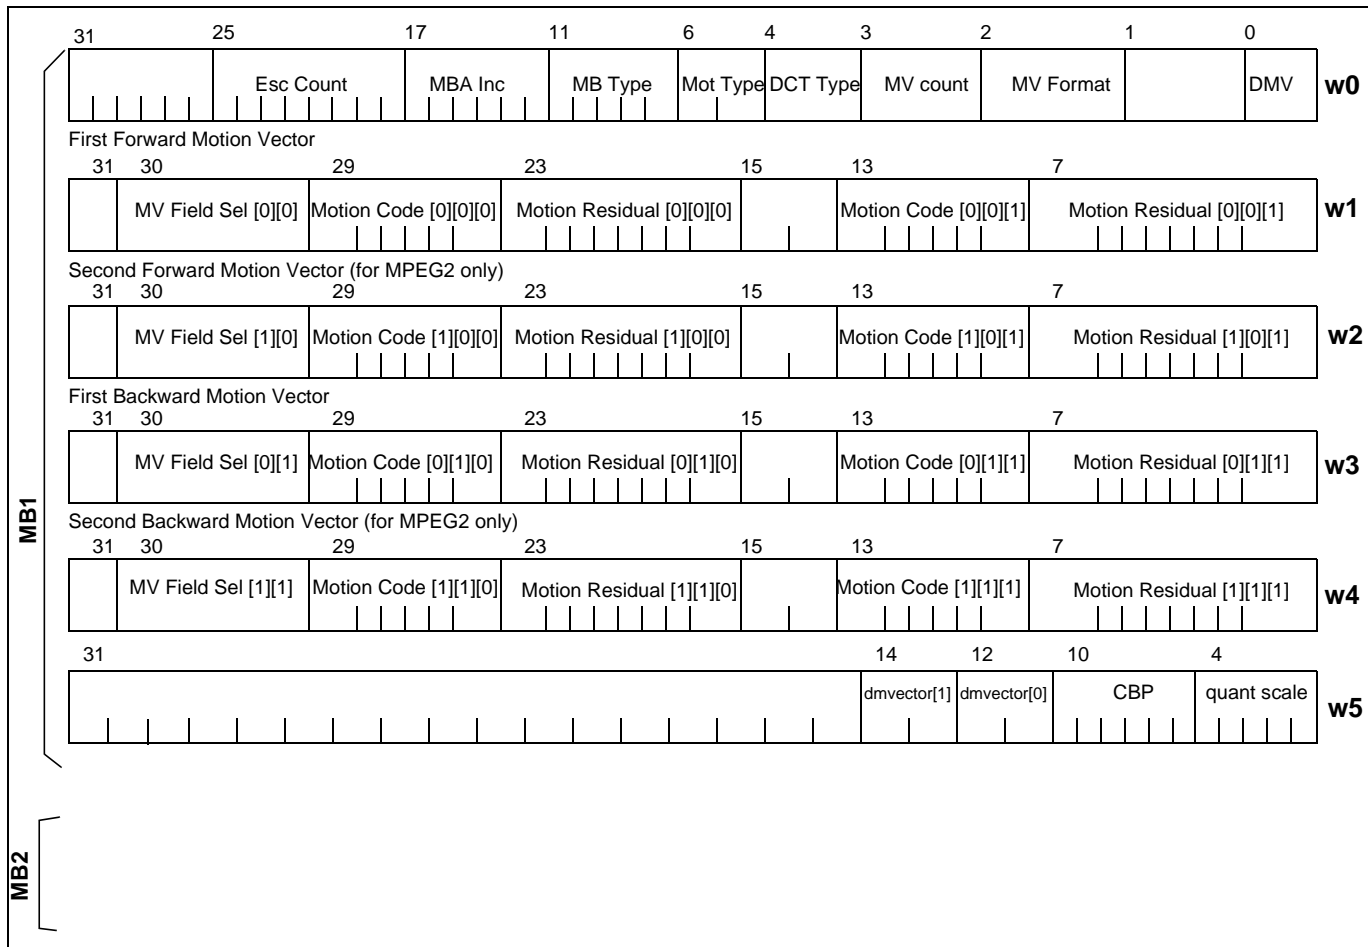 31 25 17 11 6 4 3 2 1 0
Esc Count MBA Inc MB Type Mot Type DCT Type MV count MV Format DMV w0
First Forward Motion Vector
31 30 29 23 15 13 7
MV Field Sel [0][0] Motion Code [0][0][0] Motion Residual [0][0][0] Motion Code [0][0][1] Motion Residual [0][0][1] w1
Second Forward Motion Vector (for MPEG2 only)
31 30 29 23 15 13 7
MV Field Sel [1][0] Motion Code [1][0][0] Motion Residual [1][0][0] Motion Code [1][0][1] Motion Residual [1][0][1] w2
First Backward Motion Vector
31 30 29 23 15 13 7
MV Field Sel [0][1] Motion Code [0][1][0] Motion Residual [0][1][0] Motion Code [0][1][1] Motion Residual [0][1][1] w3
MB1
Second Backward Motion Vector (for MPEG2 only)
31 30 29 23 15 13 7
MV Field Sel [1][1] Motion Code [1][1][0] Motion Residual [1][1][0] Motion Code [1][1][1] Motion Residual [1][1][1] w4
31 14 12 10 4
dmvector[1] dmvector[0] CBP quant scale w5
MB2